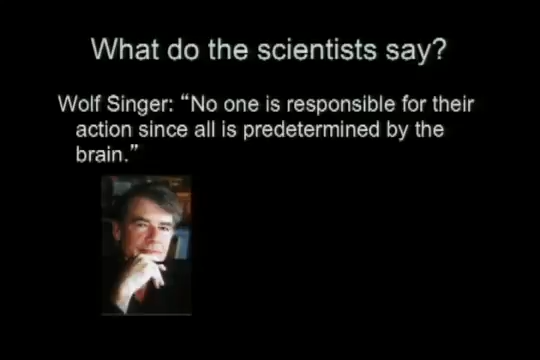 What do the scientists say?
Wolf Singer: “No one is responsible for their
action since all is predetermined by the
brain.”